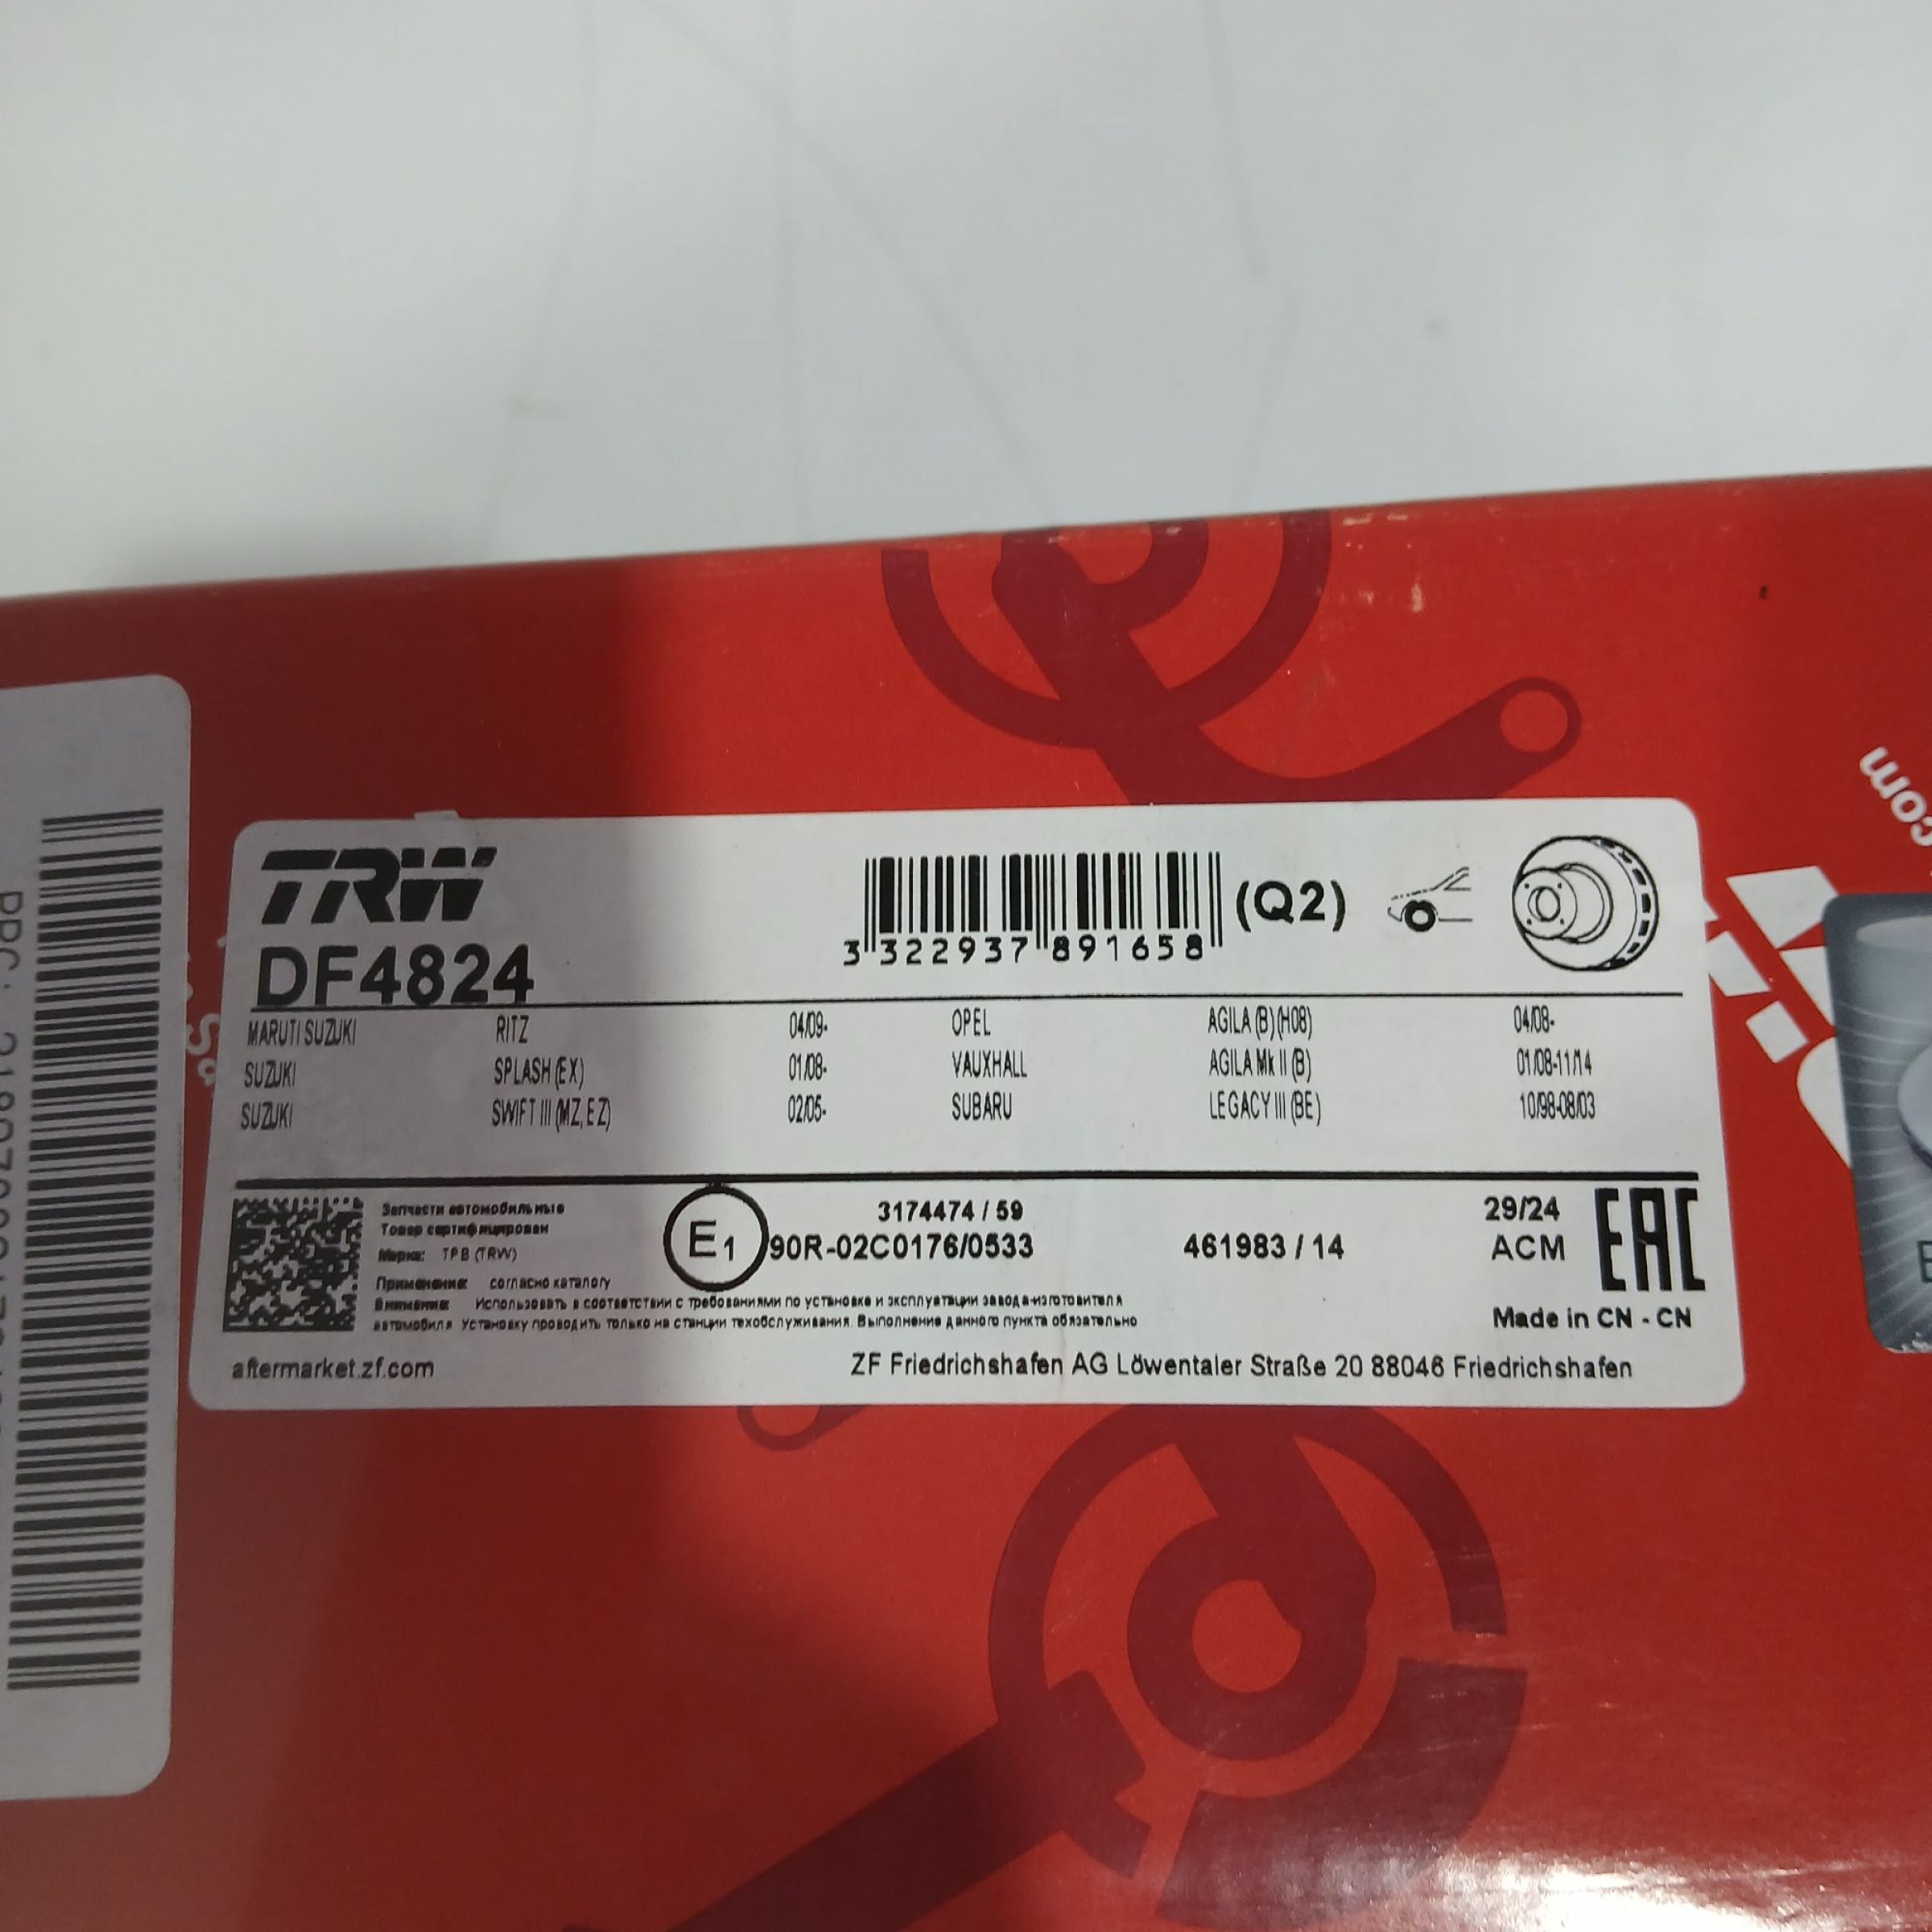 com
TRW
DF4824
3 322937 891658
(Q2)
MARUTI SUZUKI RITZ 04/09- OPEL AGILA (B) (H08) 04/08-
SUZUKI SPLASH (EX) 01/08- VAUXHALL AGILA Mk II (B) 01/08-11/14
SUZUKI SWIFT III (MZ, EZ) 02/05- SUBARU LEGACY III (BE) 10/98-08/03
Запчасти автомобильные
Товар сертифицирован
Марка: ТРВ (TRW)
Применение: согласно каталогу
Внимание: Использовать в соответствии с требованиями по установке и эксплуатации завода-изготовителя
автомобиля. Установку проводить только на станции техобслуживания. Выполнение данного пункта обязательно
E1
3174474 / 59
90R-02C0176/0533
461983 / 14
29/24
ACM
EAC
Made in CN - CN
aftermarket.zf.com
ZF Friedrichshafen AG Löwentaler Straße 20 88046 Friedrichshafen